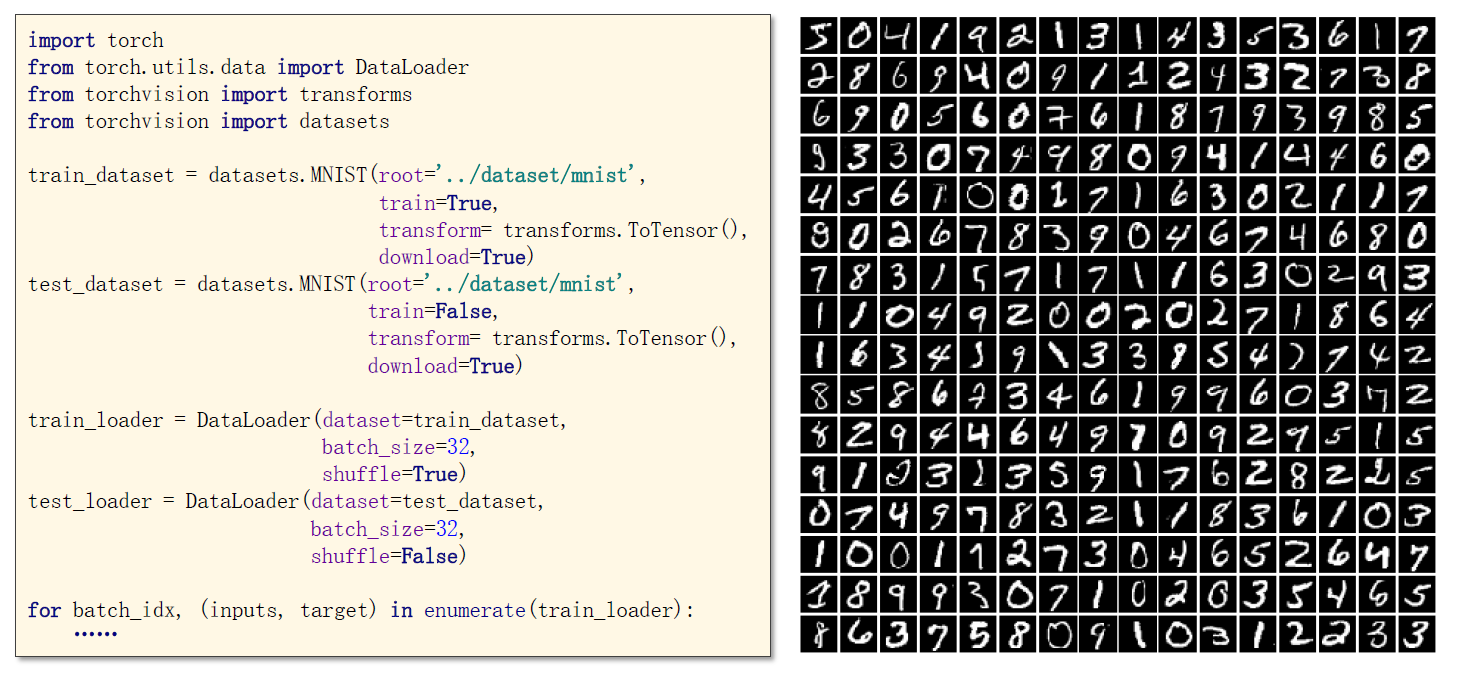 import torch
from torch.utils.data import DataLoader
from torchvision import transforms
from torchvision import datasets
train_dataset = datasets.MNIST(root='../dataset/mnist',
train=True,
transform= transforms.ToTensor(),
download=True)
test_dataset = datasets.MNIST(root='../dataset/mnist',
train=False,
transform= transforms.ToTensor(),
download=True)
train_loader = DataLoader(dataset=train_dataset,
batch_size=32,
shuffle=True)
test_loader = DataLoader(dataset=test_dataset,
batch_size=32,
shuffle=False)
for batch_idx, (inputs, target) in enumerate(train_loader):
......
5 0 4 1 9 2 1 3 1 4 3 5 3 6 1 7
2 8 6 9 4 0 9 1 1 2 4 3 2 7 3 8
6 9 0 5 6 0 7 6 1 8 7 9 3 9 8 5
9 3 3 0 7 4 9 8 0 9 4 1 4 4 6 0
4 5 6 1 0 0 1 7 1 6 3 0 2 1 1 7
9 0 2 6 7 8 3 9 0 4 6 7 4 6 8 0
7 8 3 1 5 7 1 7 1 1 6 3 0 2 9 3
1 1 0 4 9 2 0 0 2 0 2 7 1 8 6 4
1 6 3 4 5 9 1 3 3 8 5 4 7 7 4 2
8 5 8 6 7 3 4 6 1 9 9 6 0 3 7 2
8 2 9 4 4 6 4 9 7 0 9 2 9 5 1 5
9 1 2 3 2 3 5 9 1 7 6 2 8 2 2 5
0 7 4 9 7 8 3 2 1 1 8 3 6 1 0 3
1 0 0 1 1 2 7 3 0 4 6 5 2 6 4 7
1 8 9 9 3 0 7 1 0 2 0 3 5 4 6 5
8 6 3 7 5 8 0 9 1 0 3 1 2 2 3 3